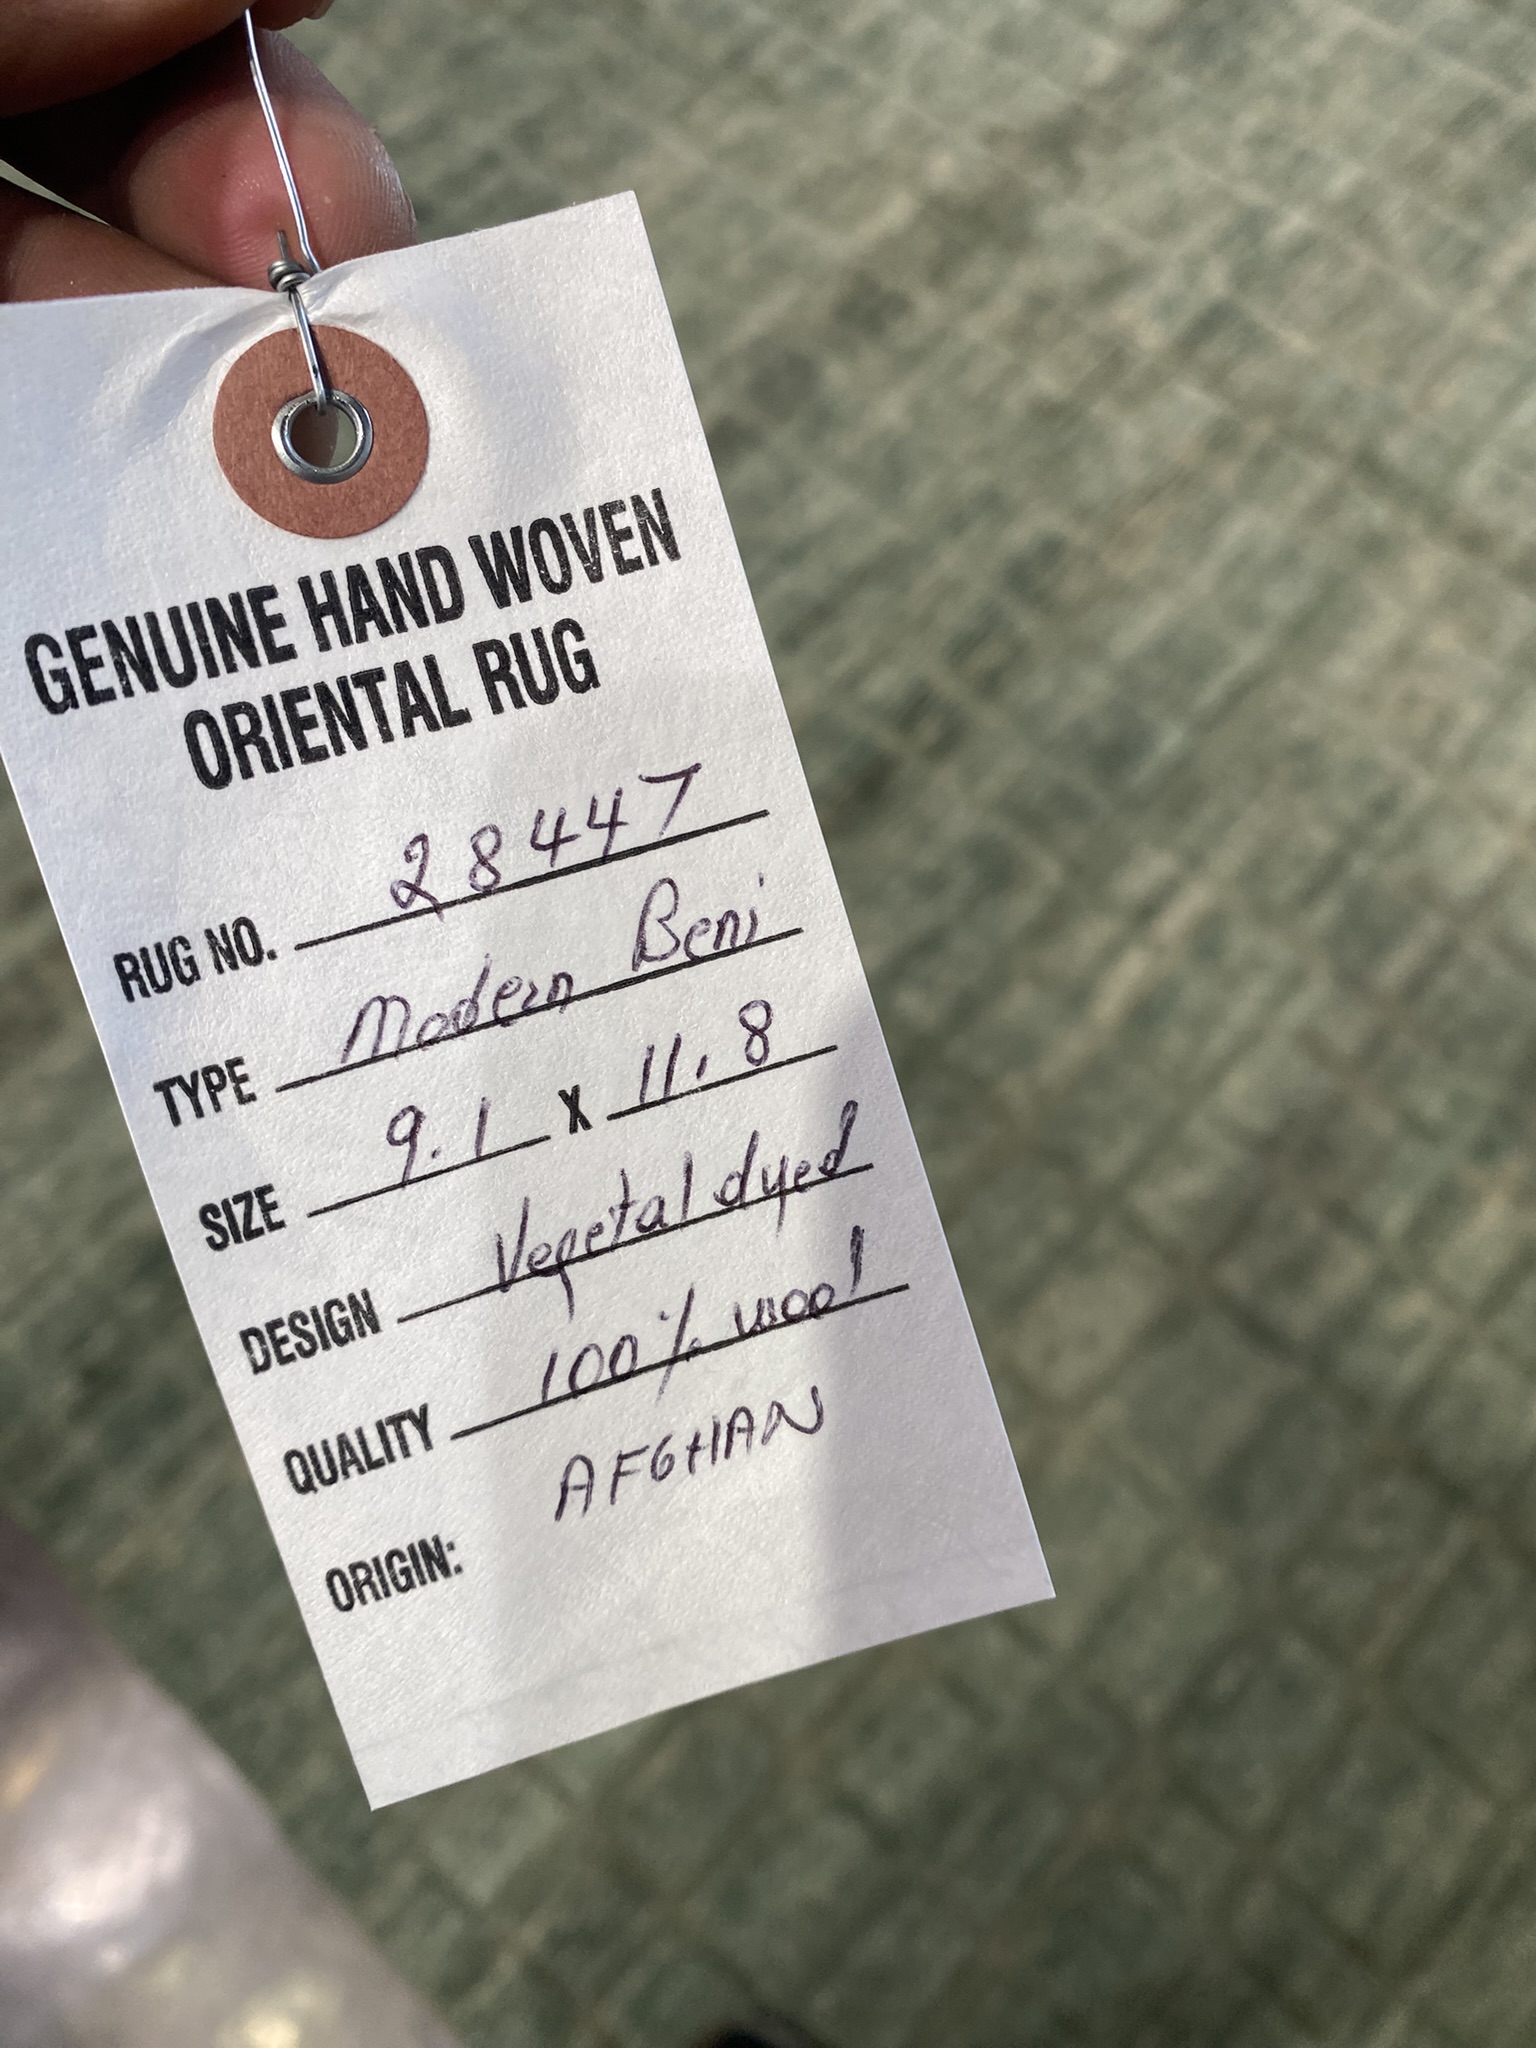 GENUINE HAND WOVEN
ORIENTAL RUG
RUG NO. 28447
TYPE Modern Beni
SIZE 9.1 X 11.8
DESIGN Vegetal dyed
QUALITY 100% wool
ORIGIN: AFGHAN